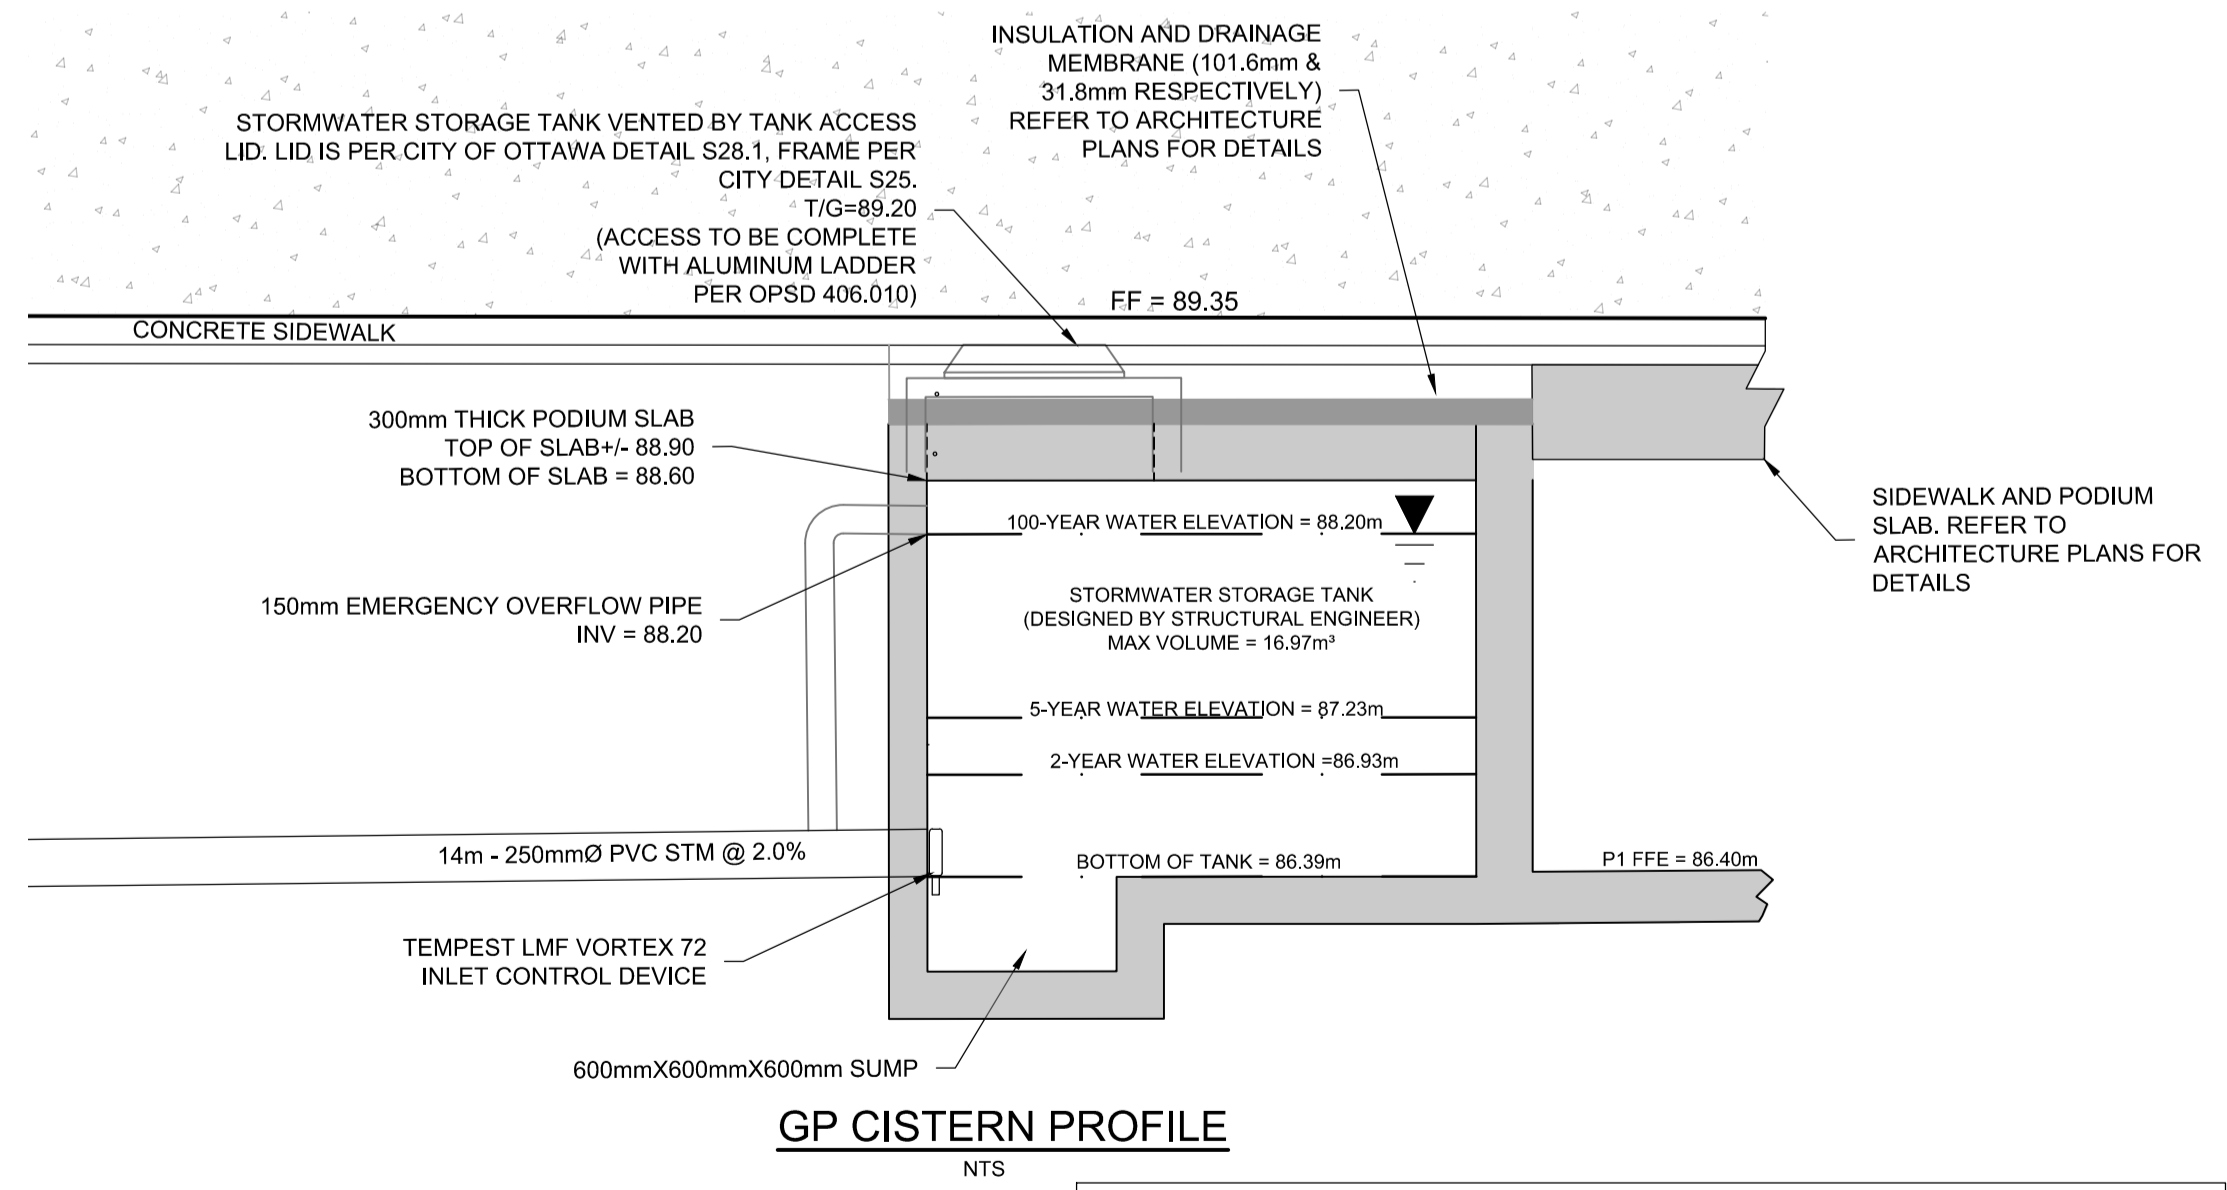 INSULATION AND DRAINAGE
MEMBRANE (101.6mm &
31.8mm RESPECTIVELY)
REFER TO ARCHITECTURE
PLANS FOR DETAILS
STORMWATER STORAGE TANK VENTED BY TANK ACCESS
LID. LID IS PER CITY OF OTTAWA DETAIL S28.1, FRAME PER
CITY DETAIL S25.
T/G=89.20
(ACCESS TO BE COMPLETE
WITH ALUMINUM LADDER
PER OPSD 406.010)
FF = 89.35
CONCRETE SIDEWALK
300mm THICK PODIUM SLAB
TOP OF SLAB+/- 88.90
BOTTOM OF SLAB = 88.60
SIDEWALK AND PODIUM
SLAB. REFER TO
ARCHITECTURE PLANS FOR
DETAILS
100-YEAR WATER ELEVATION = 88.20m
150mm EMERGENCY OVERFLOW PIPE
INV = 88.20
STORMWATER STORAGE TANK
(DESIGNED BY STRUCTURAL ENGINEER)
MAX VOLUME = 16.97m³
5-YEAR WATER ELEVATION = 87.23m
2-YEAR WATER ELEVATION =86.93m
14m - 250mmØ PVC STM @ 2.0%
BOTTOM OF TANK = 86.39m
P1 FFE = 86.40m
TEMPEST LMF VORTEX 72
INLET CONTROL DEVICE
600mmX600mmX600mm SUMP
GP CISTERN PROFILE
NTS